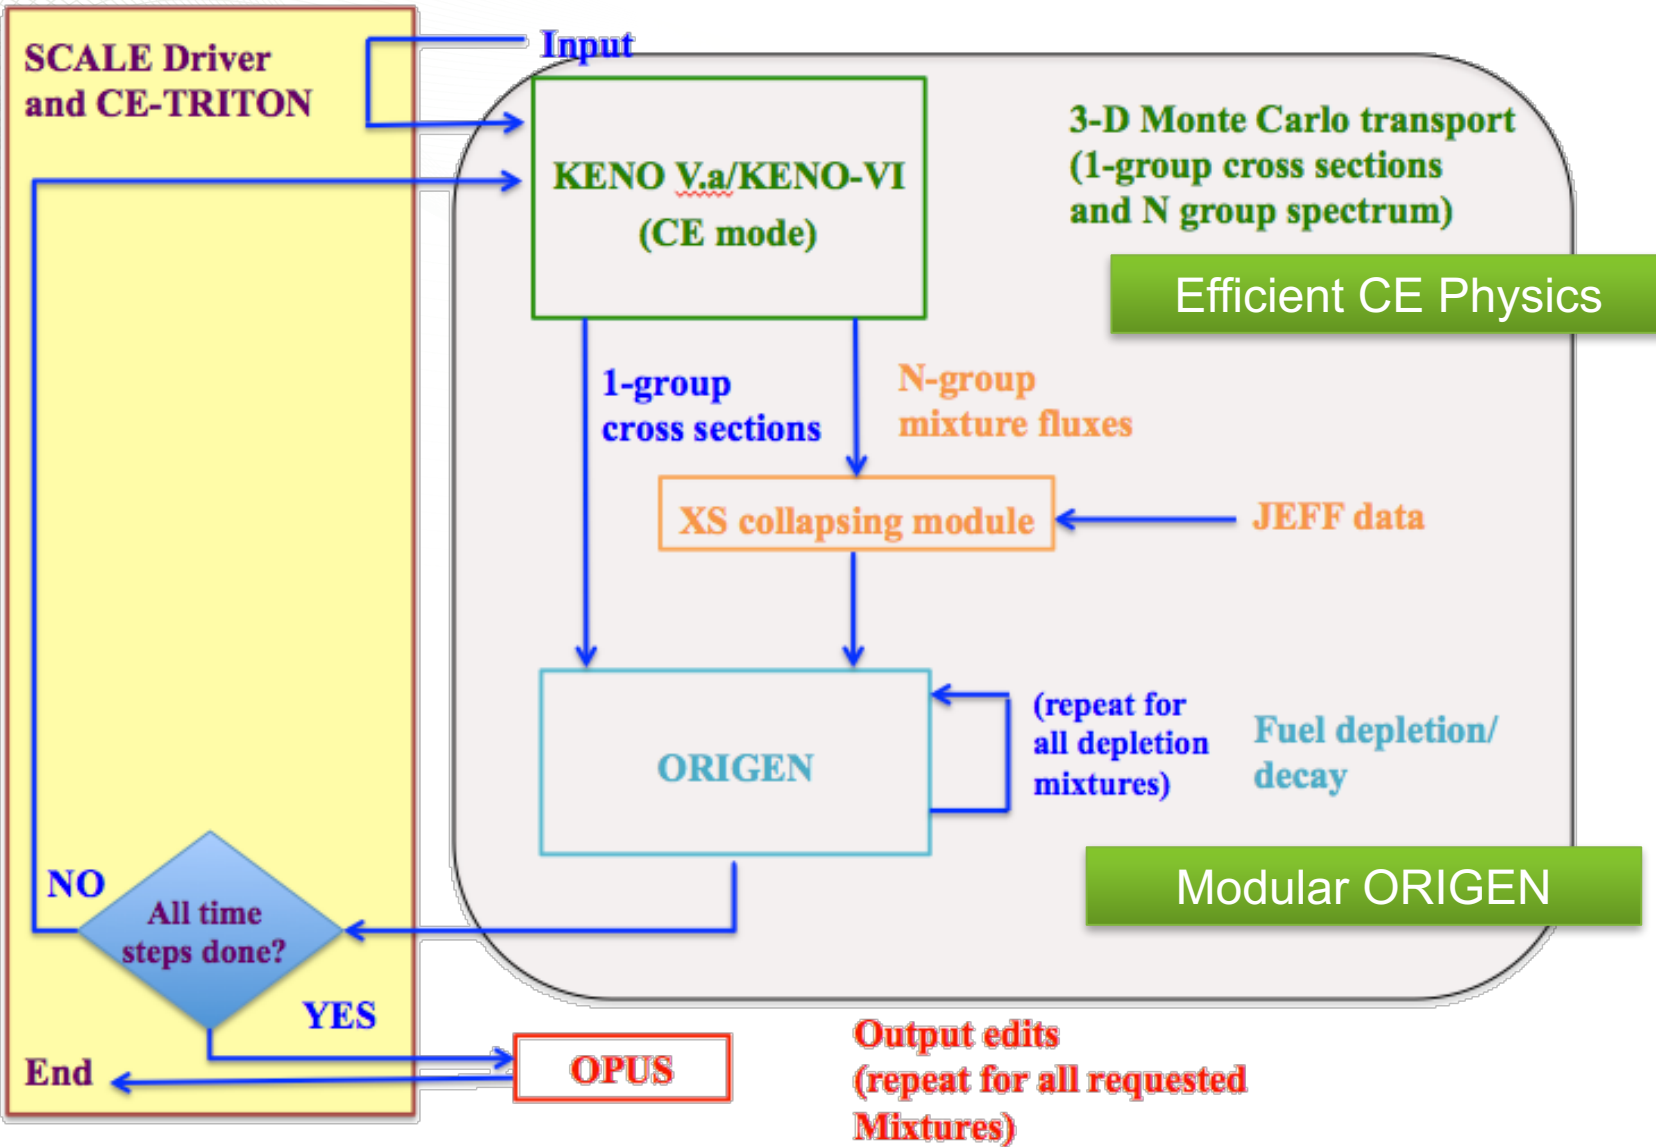 SCALE Driver
and CE-TRITON
Input
KENO V.a/KENO-VI
(CE mode)
3-D Monte Carlo transport
(1-group cross sections
and N group spectrum)
Efficient CE Physics
1-group
cross sections
N-group
mixture fluxes
XS collapsing module
JEFF data
ORIGEN
(repeat for
all depletion
mixtures)
Fuel depletion/
decay
Modular ORIGEN
NO
All time
steps done?
YES
End
OPUS
Output edits
(repeat for all requested
Mixtures)